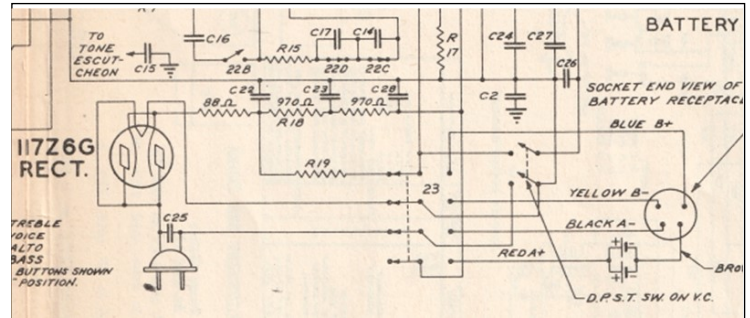 R7
BATTERY
TO
TONE
ESCUT-
CHEON
C15
C16
22B
R15
C17
C14
22D
22C
R
17
C24
C27
C26
C2
SOCKET END VIEW OF
BATTERY RECEPTAC
C22
C23
C28
88Ω
970Ω
970Ω
R18
BLUE B+
117Z6G
RECT.
R19
23
YELLOW B-
BLACK A-
RED A+
C25
TREBLE
VOICE
ALTO
BASS
BUTTONS SHOWN
POSITION.
BRO
D.P.S.T. SW. ON V.C.